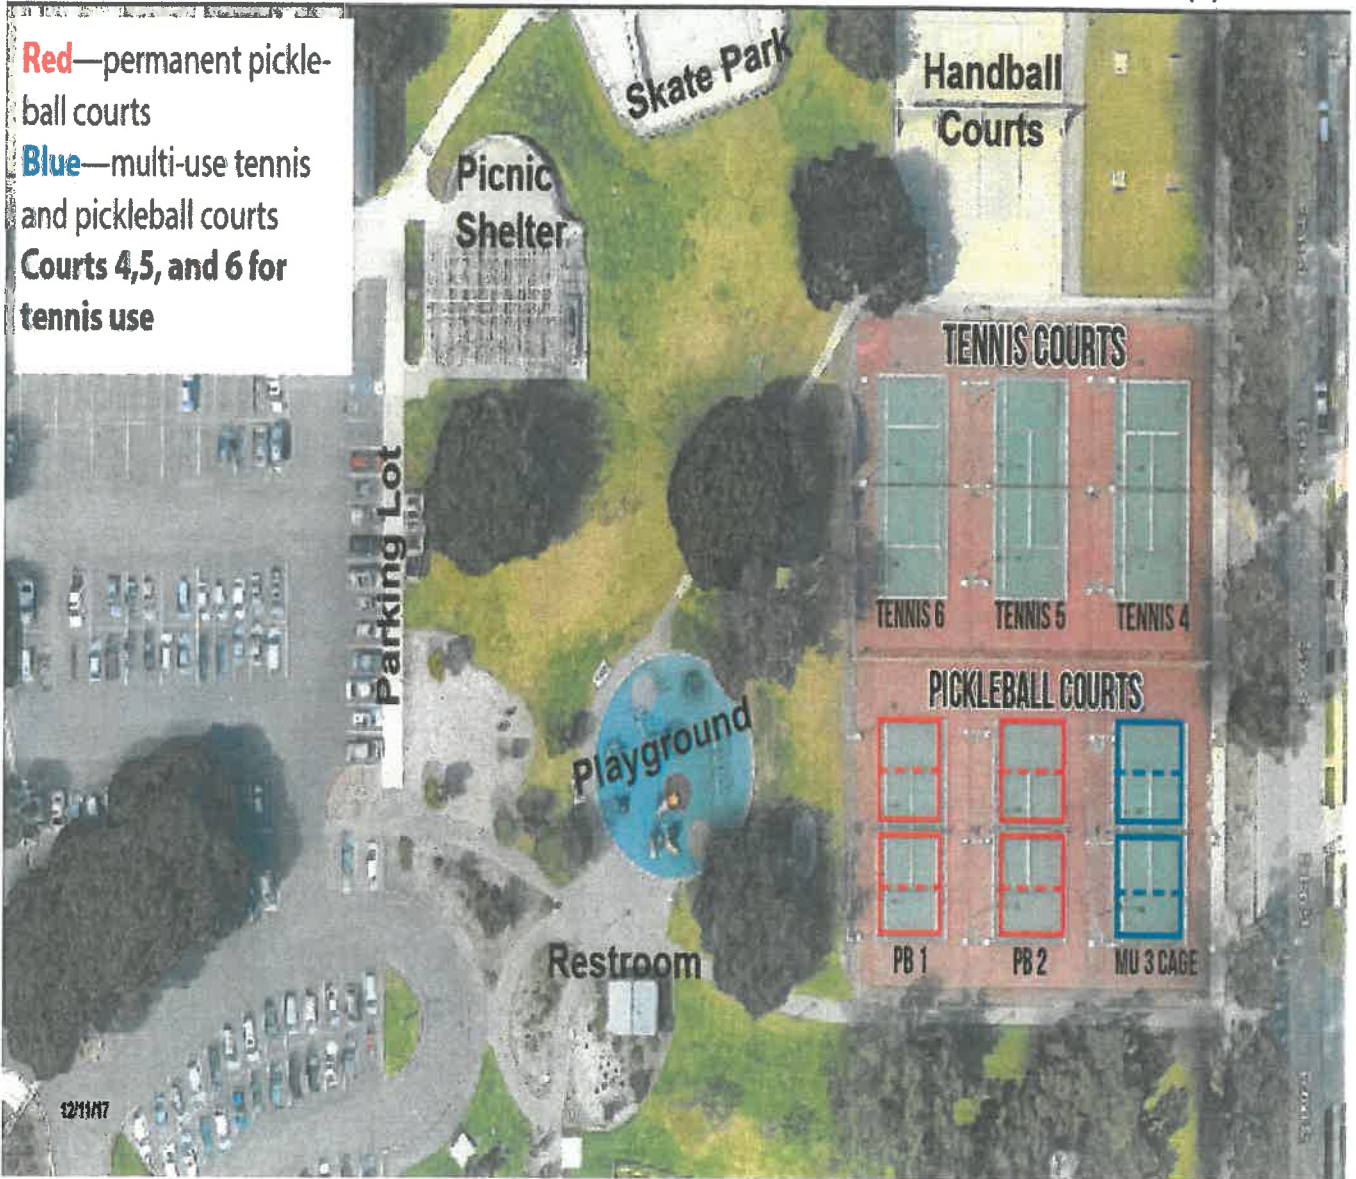 Red—permanent pickle-
ball courts
Blue—multi-use tennis
and pickleball courts
Courts 4,5, and 6 for
tennis use
Skate Park
Handball
Courts
Picnic
Shelter
TENNIS COURTS
Parking Lot
TENNIS 6
TENNIS 5
TENNIS 4
PICKLEBALL COURTS
Playground
PB 1
PB 2
MU 3 CAGE
Restroom
12/11/17